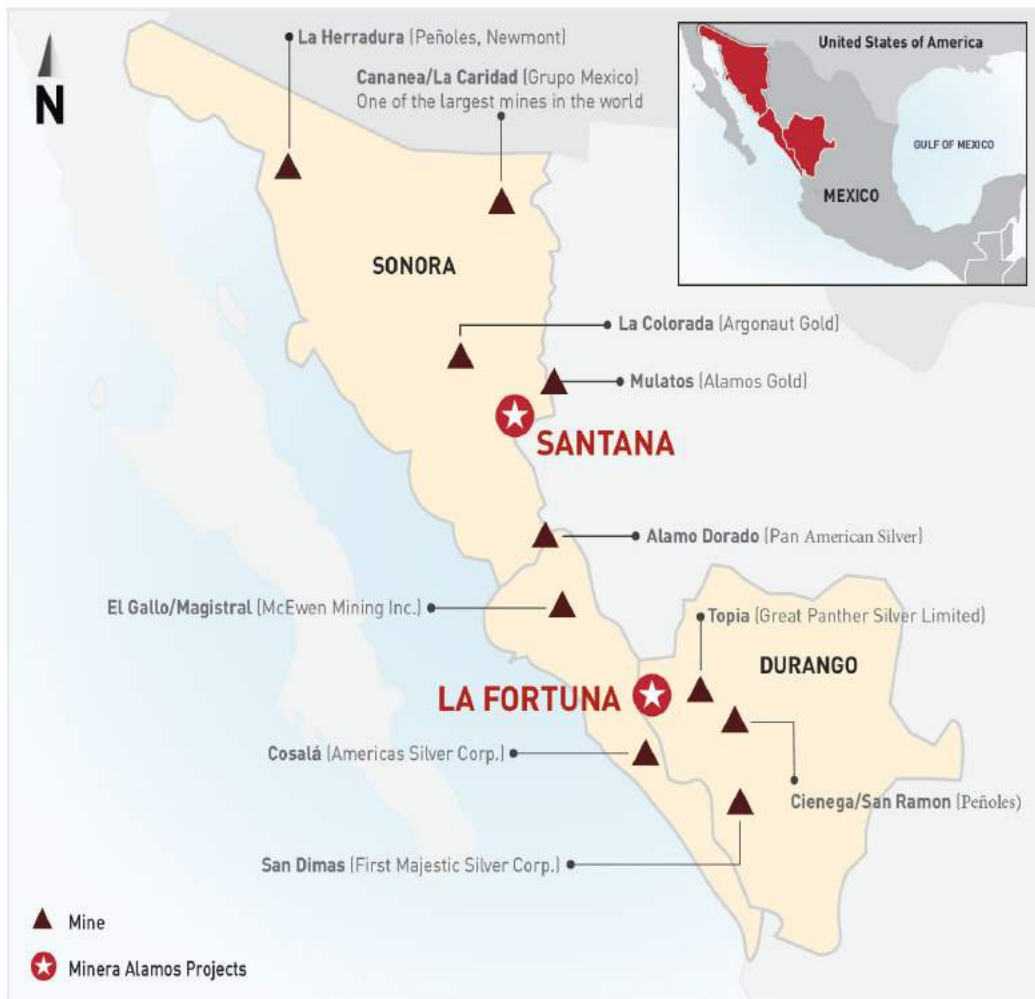 La Herradura (Peñoles, Newmont)
Cananea/La Caridad (Grupo Mexico)
One of the largest mines in the world
N
United States of America
GULF OF MEXICO
MEXICO
SONORA
La Colorada (Argonaut Gold)
Mulatos (Alamos Gold)
SANTANA
Alamo Dorado (Pan American Silver)
El Gallo/Magistral (McEwen Mining Inc.)
Topia (Great Panther Silver Limited)
DURANGO
LA FORTUNA
Cosalá (Americas Silver Corp.)
Cienega/San Ramon (Peñoles)
San Dimas (First Majestic Silver Corp.)
Mine
Minera Alamos Projects